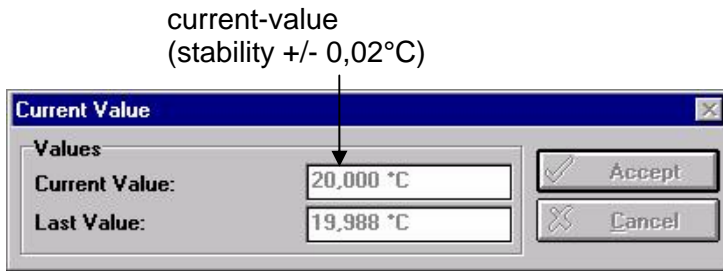 current-value
(stability +/- 0,02°C)
Current Value
Values
Current Value: 20,000 °C
Last Value: 19,988 °C
Accept
Cancel